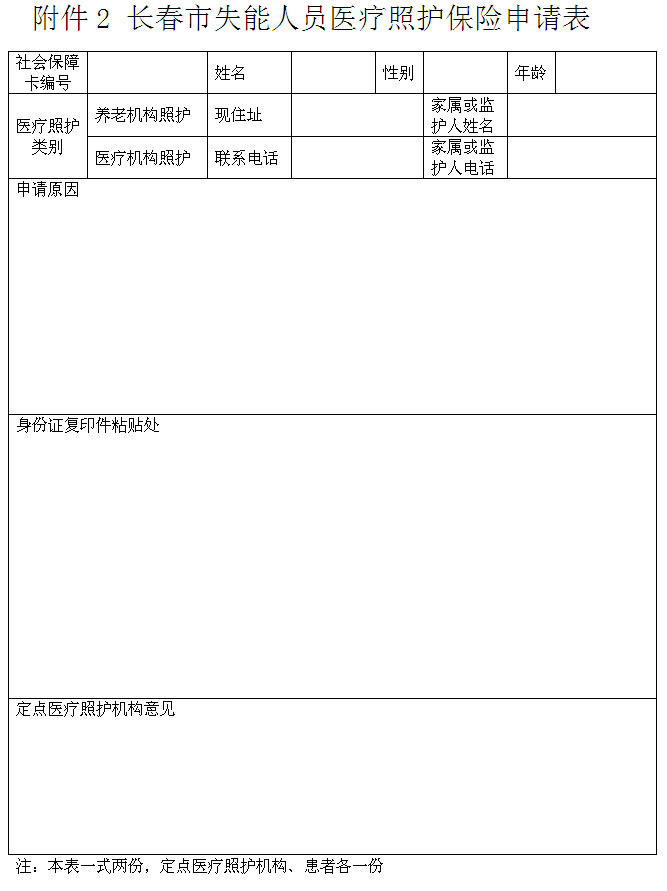 附件2 长春市失能人员医疗照护保险申请表
社会保障
卡编号
姓名
性别
年龄
医疗照护
类别
养老机构照护
现住址
家属或监
护人姓名
医疗机构照护
联系电话
家属或监
护人电话
申请原因
身份证复印件粘贴处
定点医疗照护机构意见
注：本表一式两份，定点医疗照护机构、患者各一份